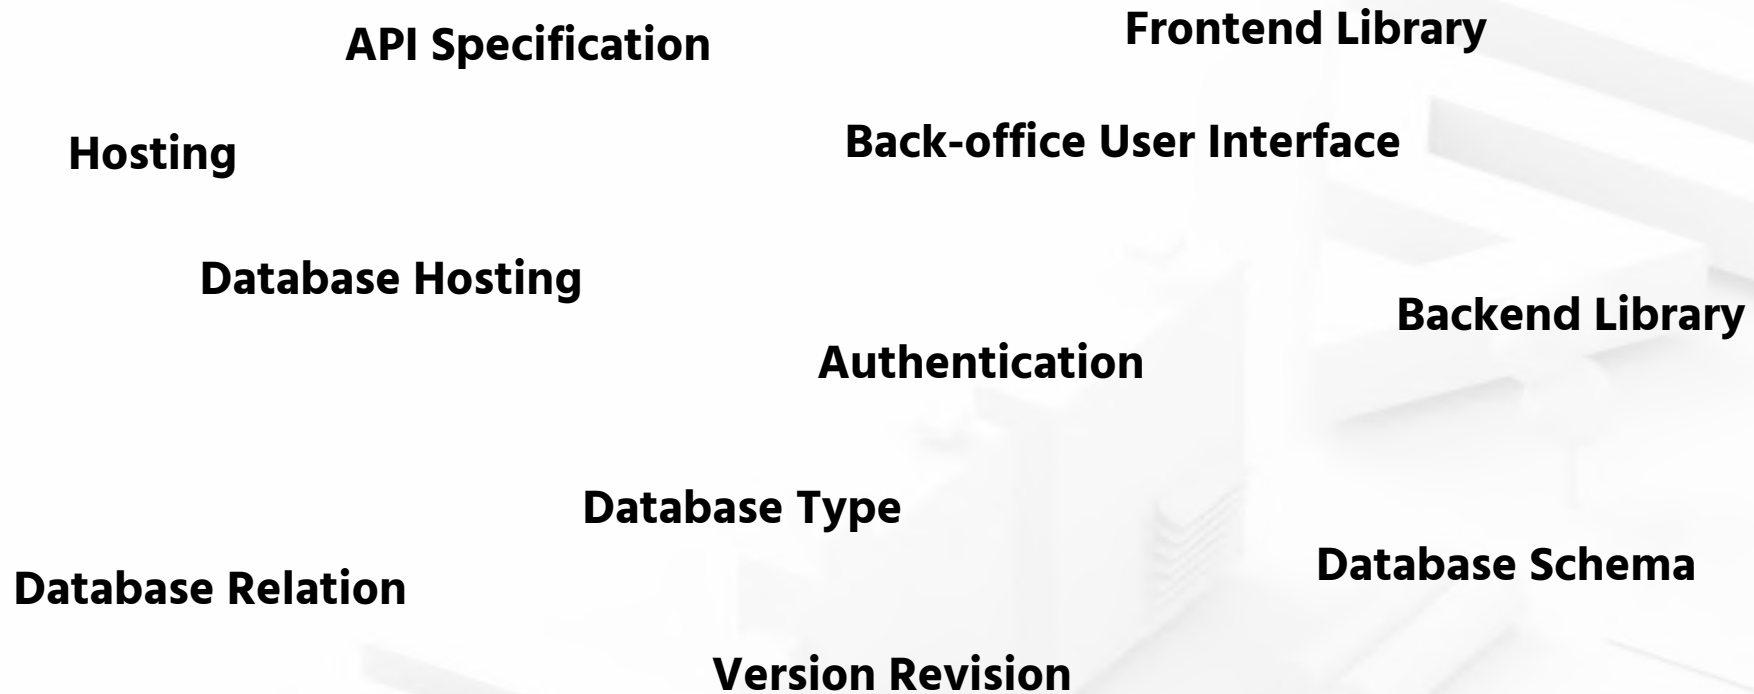 Frontend Library
API Specification
Back-office User Interface
Hosting
Database Hosting
Backend Library
Authentication
Database Type
Database Schema
Database Relation
Version Revision